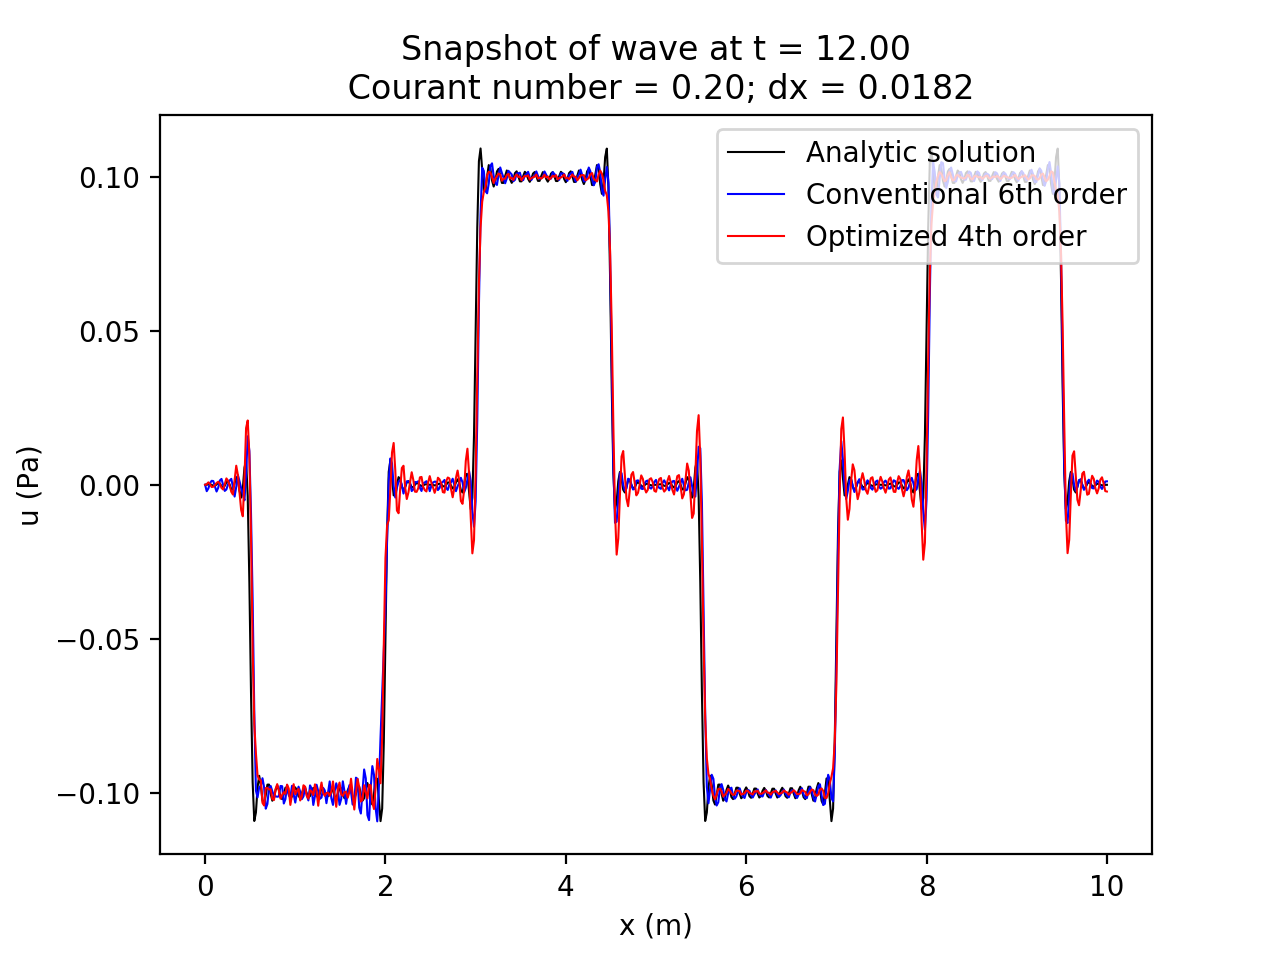 Snapshot of wave at t = 12.00
Courant number = 0.20; dx = 0.0182
Analytic solution
Conventional 6th order
Optimized 4th order
0.10
0.05
0.00
−0.05
−0.10
u (Pa)
0 2 4 6 8 10
x (m)